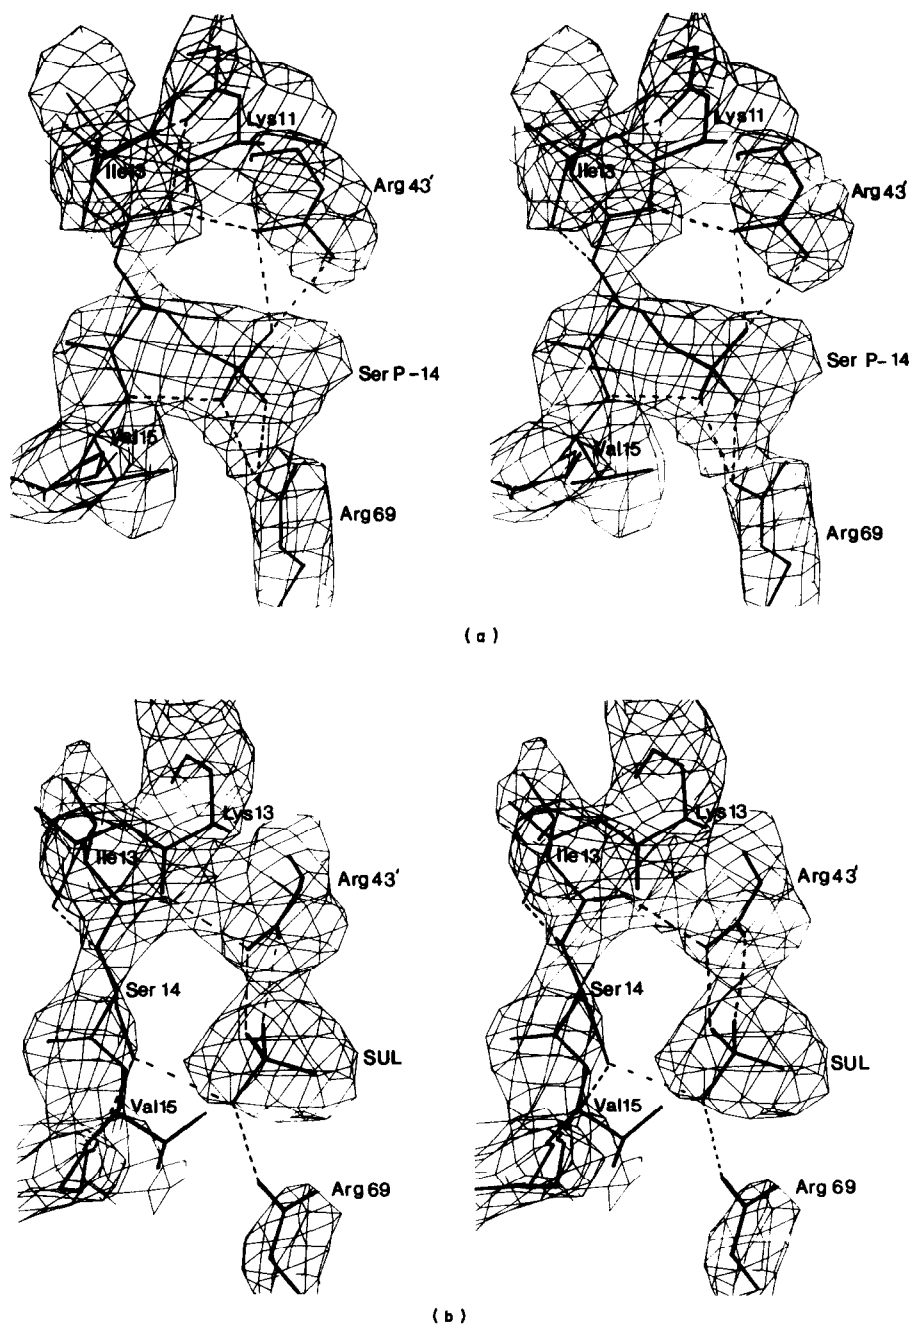 Lys11 Lys11
Ile13 Ile13
Arg 43′ Arg 43′
Ser P-14 Ser P-14
Val15 Val15
Arg69 Arg69
(a)
Lys13 Lys13
Ile13 Ile13
Arg 43′ Arg 43′
Ser 14 Ser 14
SUL SUL
Val15 Val15
Arg 69 Arg 69
(b)